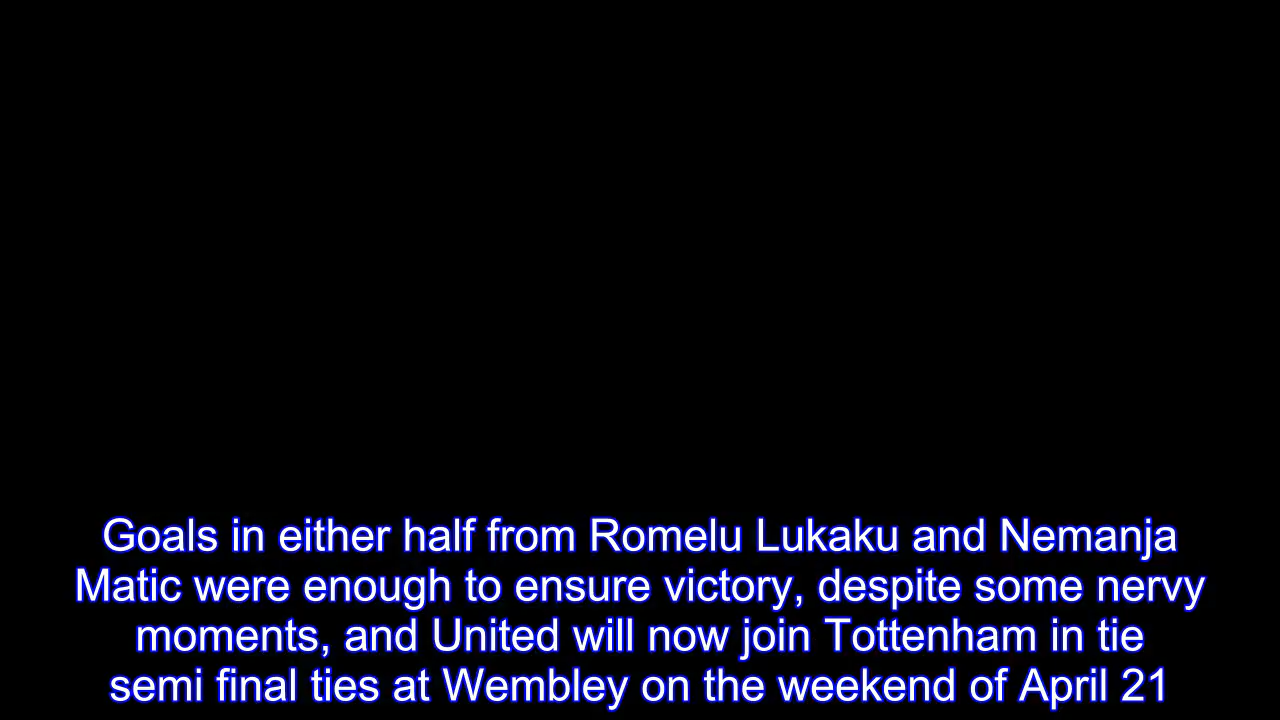 Goals in either half from Romelu Lukaku and Nemanja
Matic were enough to ensure victory, despite some nervy
moments, and United will now join Tottenham in tie
semi final ties at Wembley on the weekend of April 21